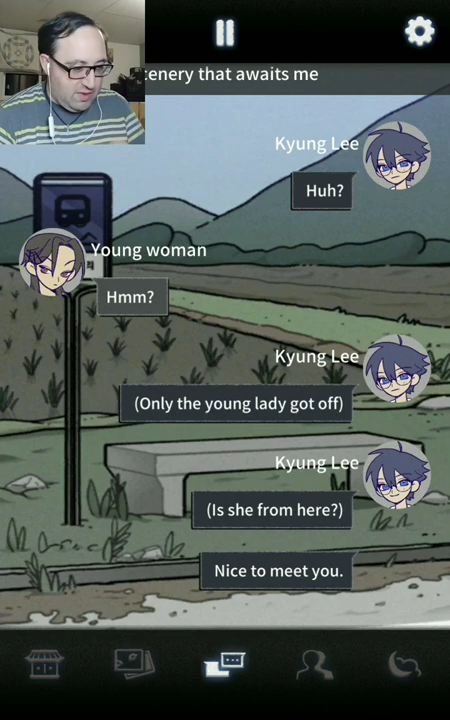 cenery that awaits me
Kyung Lee
Huh?
Young woman
Hmm?
Kyung Lee
(Only the young lady got off)
Kyung Lee
(Is she from here?)
Nice to meet you.